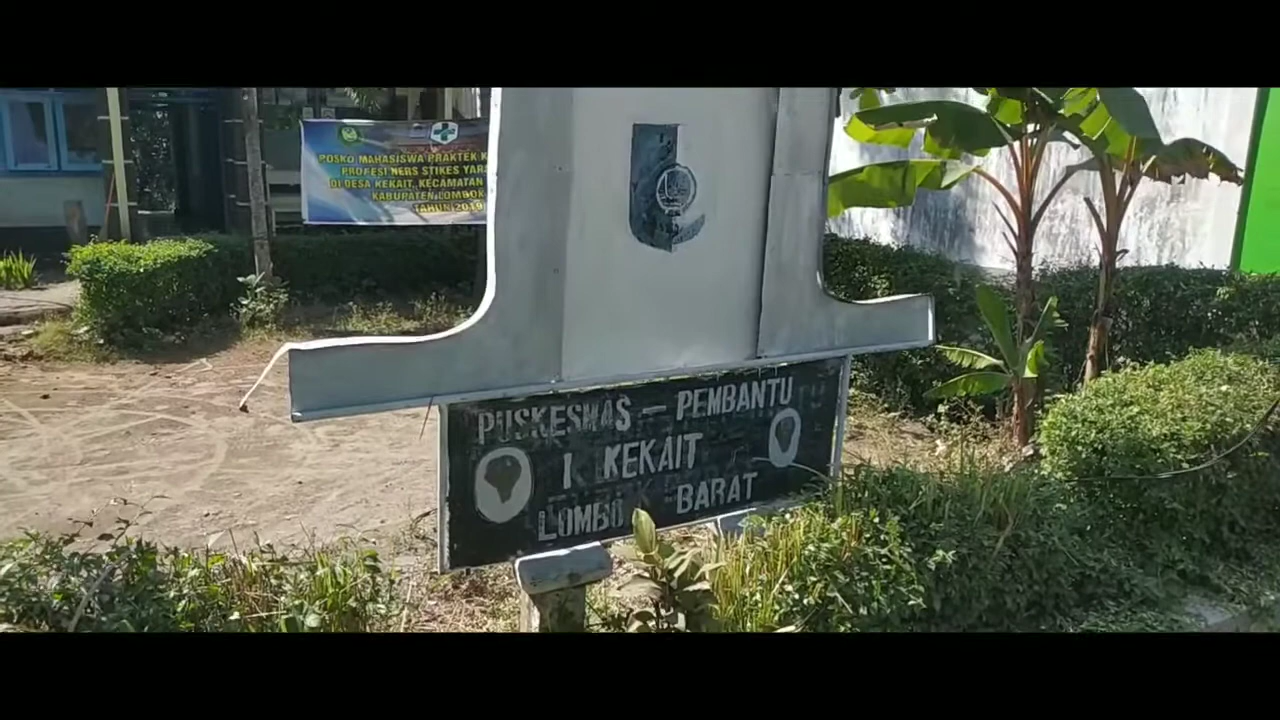 POSKO MAHASISWA PRAKTEK K
PROFESI NERS STIKES YAR
DI DESA KEKAIT, KECAMATAN
KABUPATEN LOMBOK
TAHUN 2019
PUSKESMAS – PEMBANTU
KEKAIT
LOMBO BARAT